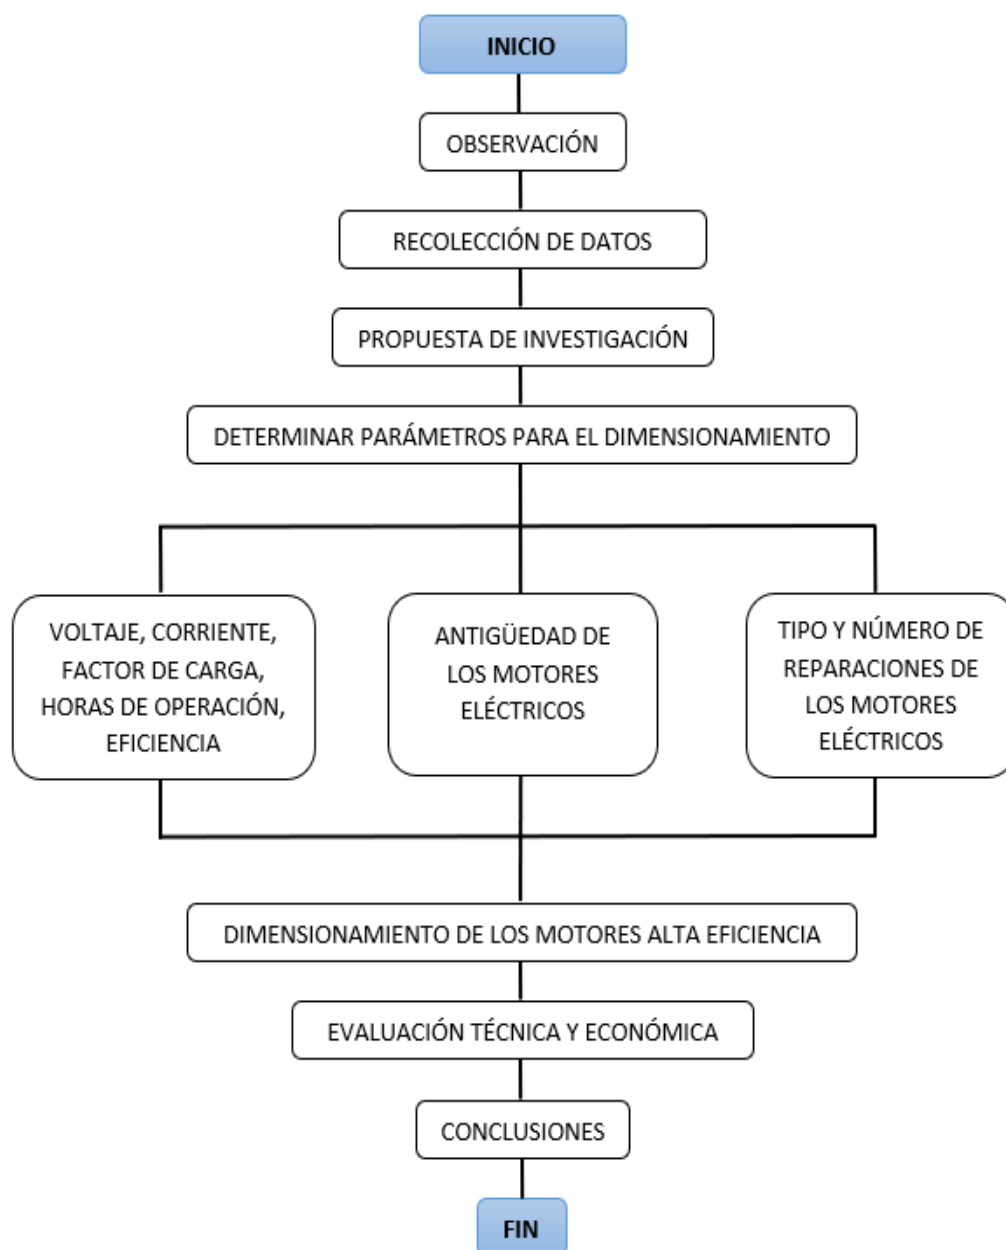 INICIO
OBSERVACIÓN
RECOLECCIÓN DE DATOS
PROPUESTA DE INVESTIGACIÓN
DETERMINAR PARÁMETROS PARA EL DIMENSIONAMIENTO
VOLTAJE, CORRIENTE,
FACTOR DE CARGA,
HORAS DE OPERACIÓN,
EFICIENCIA
ANTIGÜEDAD DE
LOS MOTORES
ELÉCTRICOS
TIPO Y NÚMERO DE
REPARACIONES DE
LOS MOTORES
ELÉCTRICOS
DIMENSIONAMIENTO DE LOS MOTORES ALTA EFICIENCIA
EVALUACIÓN TÉCNICA Y ECONÓMICA
CONCLUSIONES
FIN